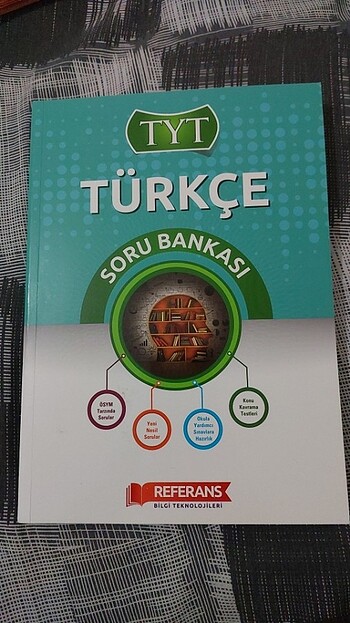 TYT
TÜRKÇE
SORU BANKASI
ÖSYM
Tarzında
Sorular
Yeni
Nesil
Sorular
Okula
Yardımcı
Sınavlara
Hazırlık
Konu
Kavrama
Testleri
REFERANS
BİLGİ TEKNOLOJİLERİ